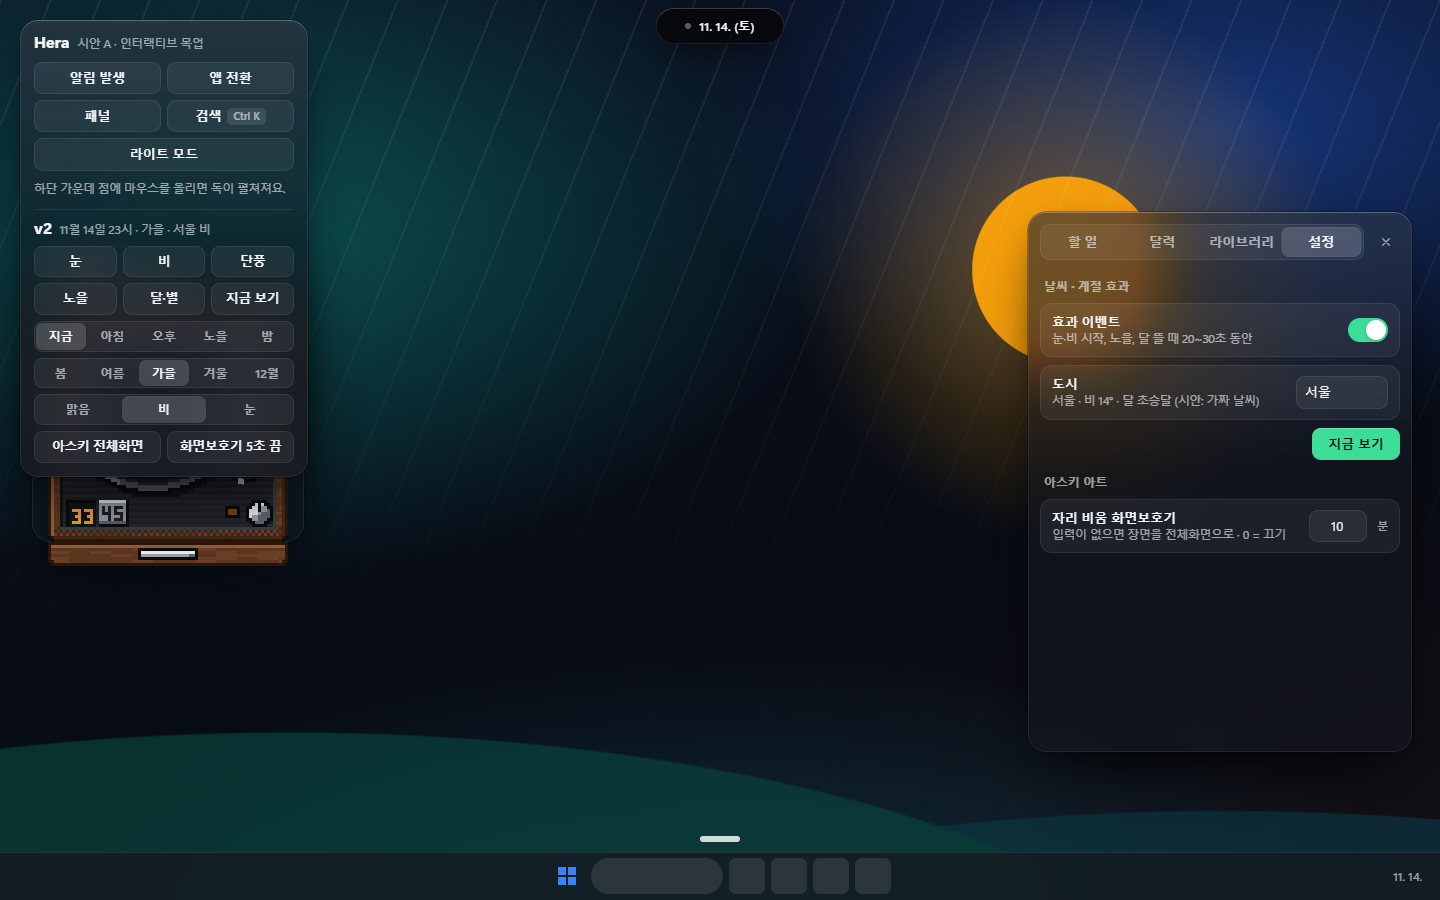 11. 14. (토)
Hera 시안 A · 인터랙티브 목업
알림 발생
앱 전환
패널
검색 Ctrl K
라이트 모드
하단 가운데 점에 마우스를 올리면 독이 펼쳐져요.
v2 11월 14일 23시 · 가을 · 서울 비
눈
비
단풍
노을
달·별
지금 보기
지금 아침 오후 노을 밤
봄 여름 가을 겨울 12월
맑음 비 눈
아스키 전체화면
화면보호기 5초 끔
33 45
할 일 달력 라이브러리 설정 ×
날씨 · 계절 효과
효과 이벤트
눈·비 시작, 노을, 달 뜰 때 20~30초 동안
도시
서울 · 비 14° · 달 초승달 (시안: 가짜 날씨)
서울
지금 보기
아스키 아트
자리 비움 화면보호기
입력이 없으면 장면을 전체화면으로 · 0 = 끄기
10 분
11. 14.